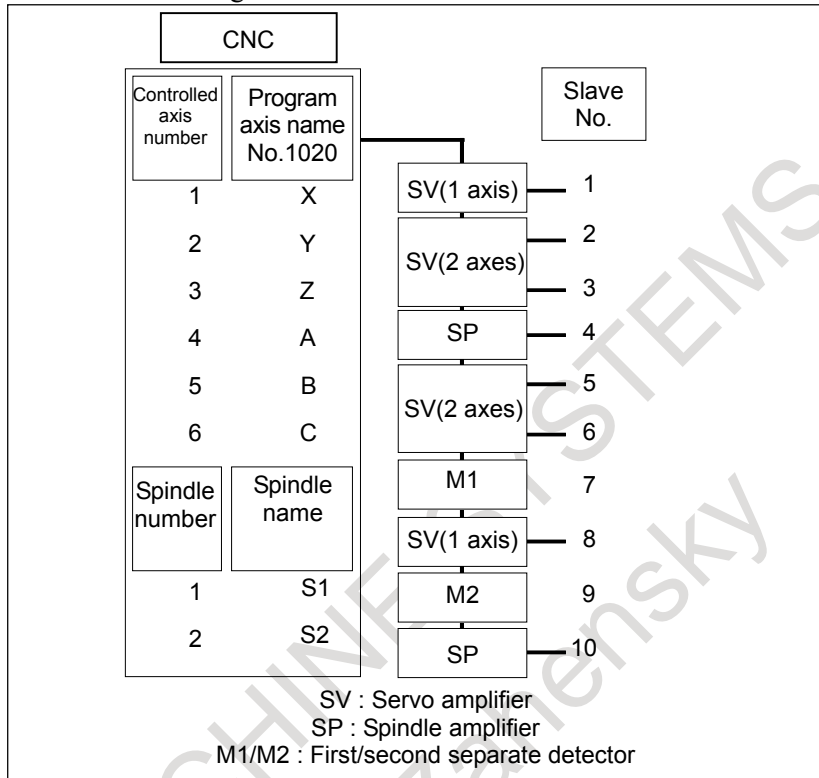 CNC
Controlled
axis
number
Program
axis name
No.1020
Slave
No.
1 X
2 Y
3 Z
4 A
5 B
6 C
Spindle
number
Spindle
name
1 S1
2 S2
SV(1 axis) 1
SV(2 axes) 2
3
SP 4
SV(2 axes) 5
6
M1 7
SV(1 axis) 8
M2 9
SP 10
SV : Servo amplifier
SP : Spindle amplifier
M1/M2 : First/second separate detector